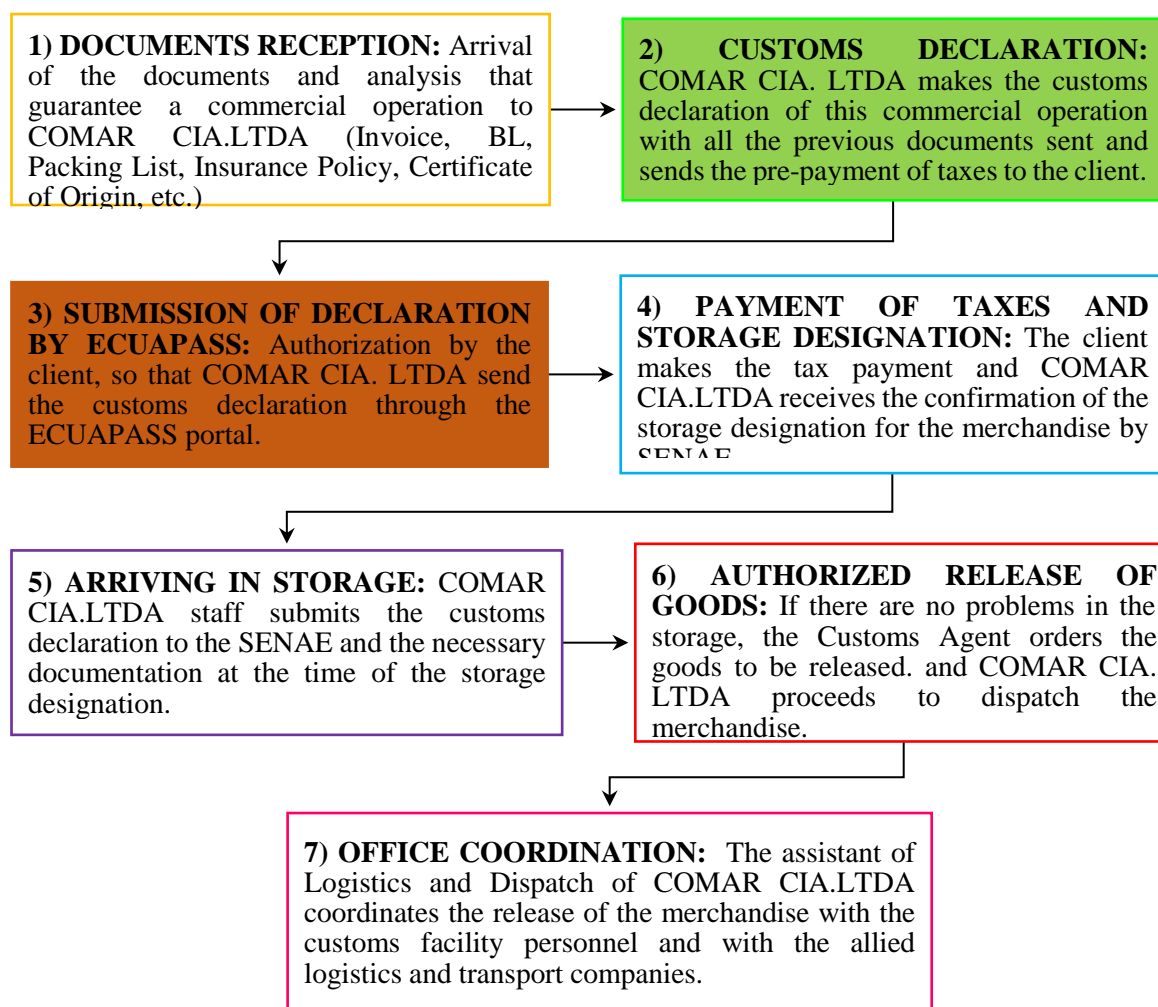 1) DOCUMENTS RECEPTION: Arrival
of the documents and analysis that
guarantee a commercial operation to
COMAR CIA.LTDA (Invoice, BL,
Packing List, Insurance Policy, Certificate
of Origin, etc.)
2) CUSTOMS DECLARATION:
COMAR CIA. LTDA makes the customs
declaration of this commercial operation
with all the previous documents sent and
sends the pre-payment of taxes to the client.
3) SUBMISSION OF DECLARATION
BY ECUAPASS: Authorization by the
client, so that COMAR CIA. LTDA send
the customs declaration through the
ECUAPASS portal.
4) PAYMENT OF TAXES AND
STORAGE DESIGNATION: The client
makes the tax payment and COMAR
CIA.LTDA receives the confirmation of the
storage designation for the merchandise by
SENAE
5) ARRIVING IN STORAGE: COMAR
CIA.LTDA staff submits the customs
declaration to the SENAE and the necessary
documentation at the time of the storage
designation.
6) AUTHORIZED RELEASE OF
GOODS: If there are no problems in the
storage, the Customs Agent orders the
goods to be released. and COMAR CIA.
LTDA proceeds to dispatch the
merchandise.
7) OFFICE COORDINATION: The assistant of
Logistics and Dispatch of COMAR CIA.LTDA
coordinates the release of the merchandise with the
customs facility personnel and with the allied
logistics and transport companies.